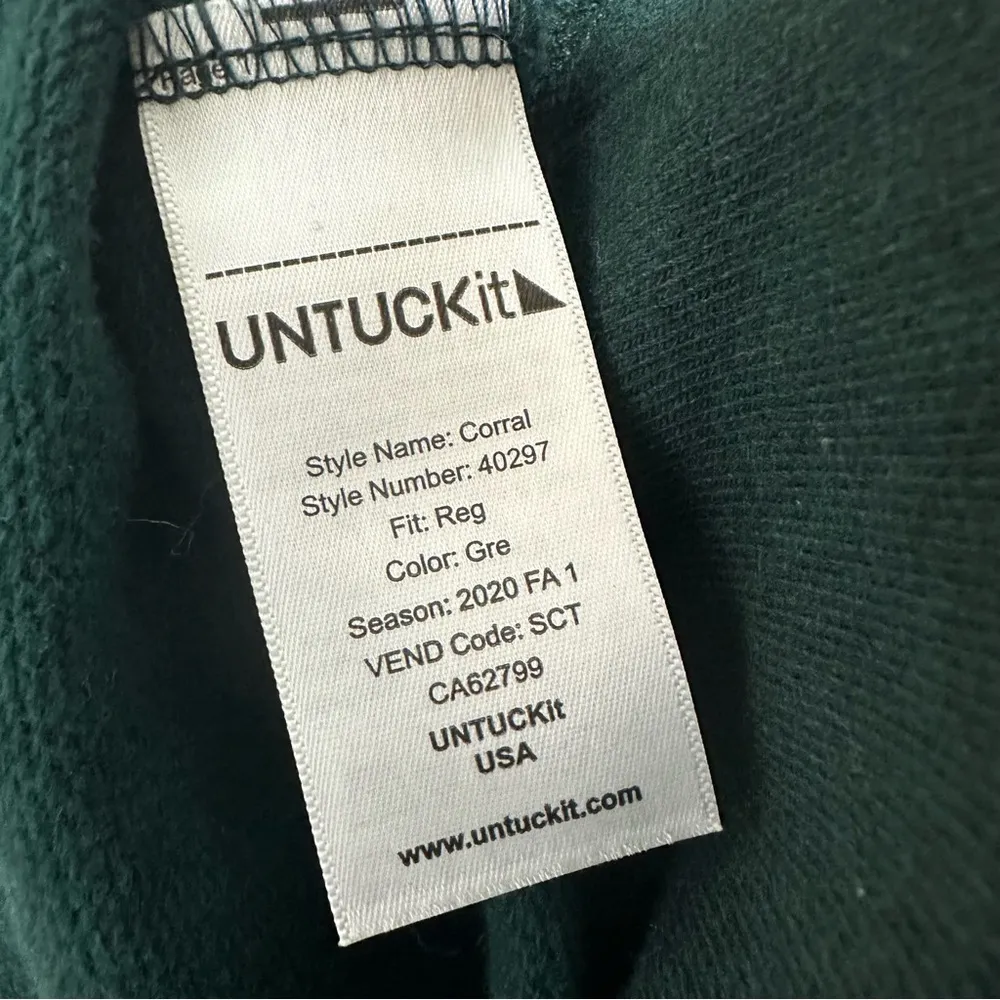 UNTUCKit
Style Name: Corral
Style Number: 40297
Fit: Reg
Color: Gre
Season: 2020 FA 1
VEND Code: SCT
CA62799
UNTUCKit
USA
www.untuckit.com